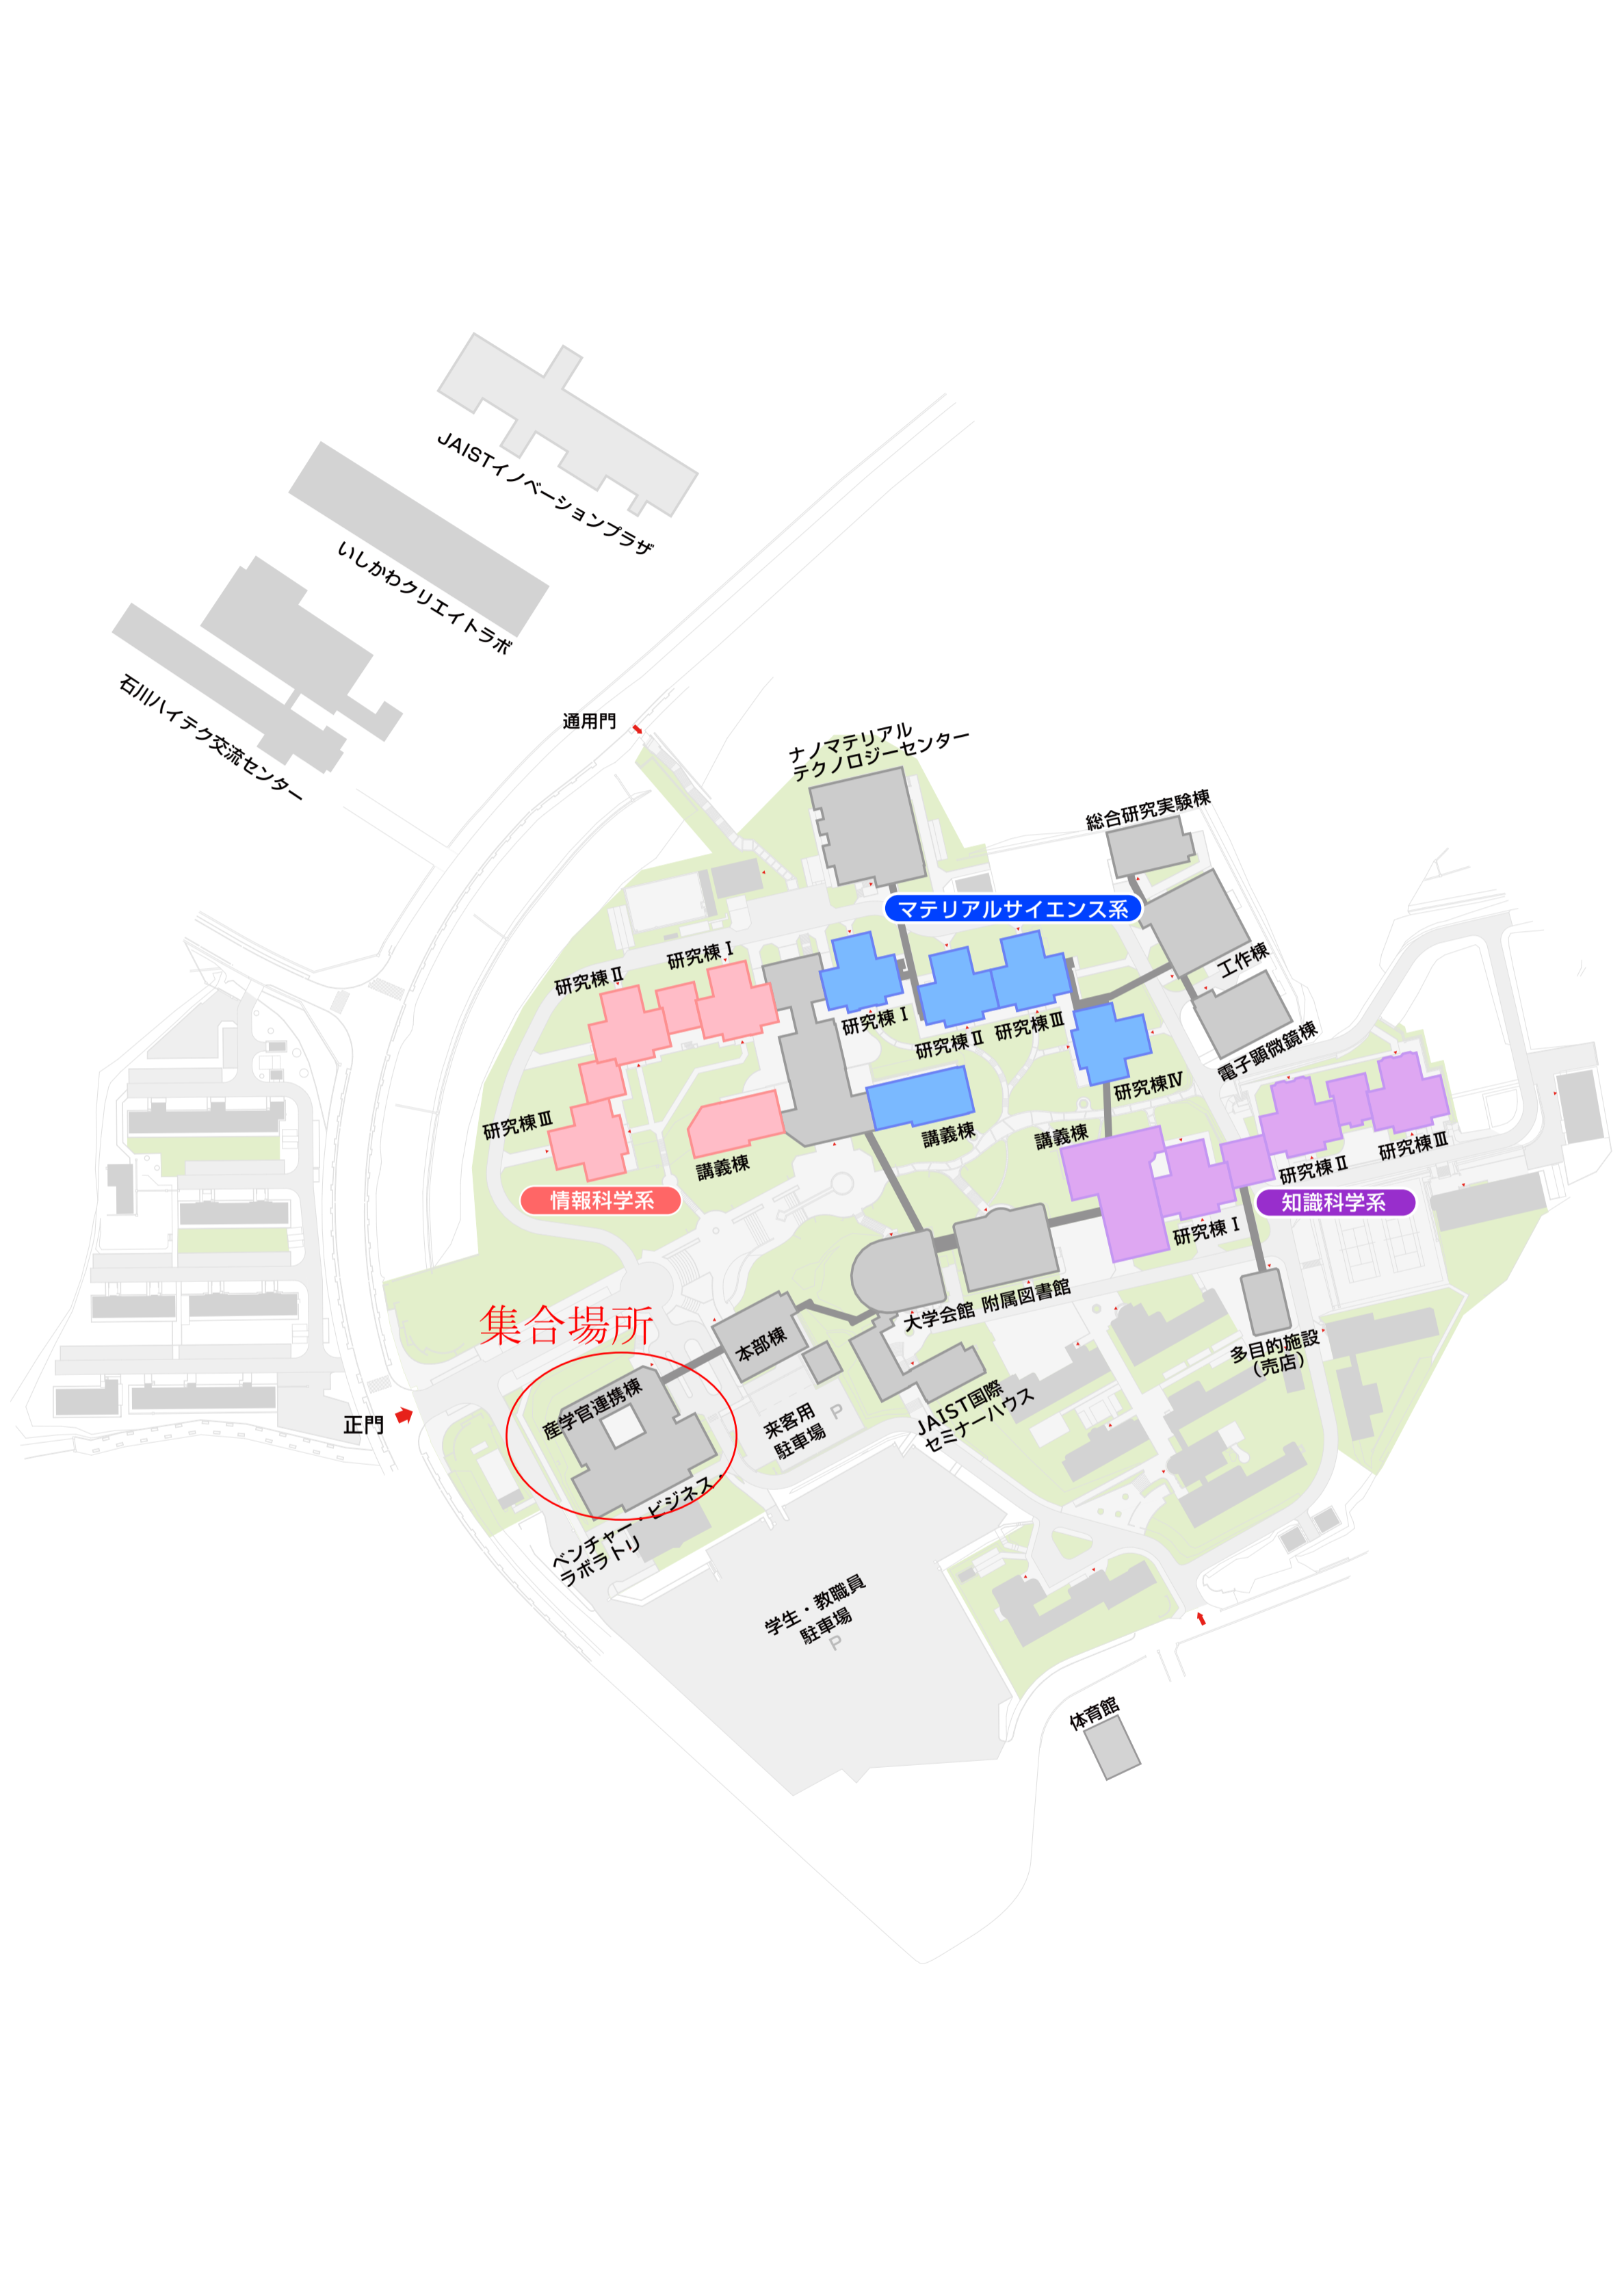 JAISTイノベーションプラザ
いしかわクリエイトラボ
石川ハイテク交流センター
通用門
ナノマテリアル
テクノロジーセンター
総合研究実験棟
マテリアルサイエンス系
工作棟
研究棟Ⅰ
研究棟Ⅱ
研究棟Ⅰ
研究棟Ⅱ
研究棟Ⅲ
電子顕微鏡棟
研究棟Ⅳ
研究棟Ⅲ
講義棟
講義棟
講義棟
研究棟Ⅲ
研究棟Ⅱ
情報科学系
知識科学系
研究棟Ⅰ
集合場所
大学会館
附属図書館
本部棟
多目的施設
（売店）
産学官連携棟
正門
来客用
駐車場
P
JAIST国際
セミナーハウス
ベンチャー・ビジネス・
ラボラトリ
学生・教職員
駐車場
P
体育館